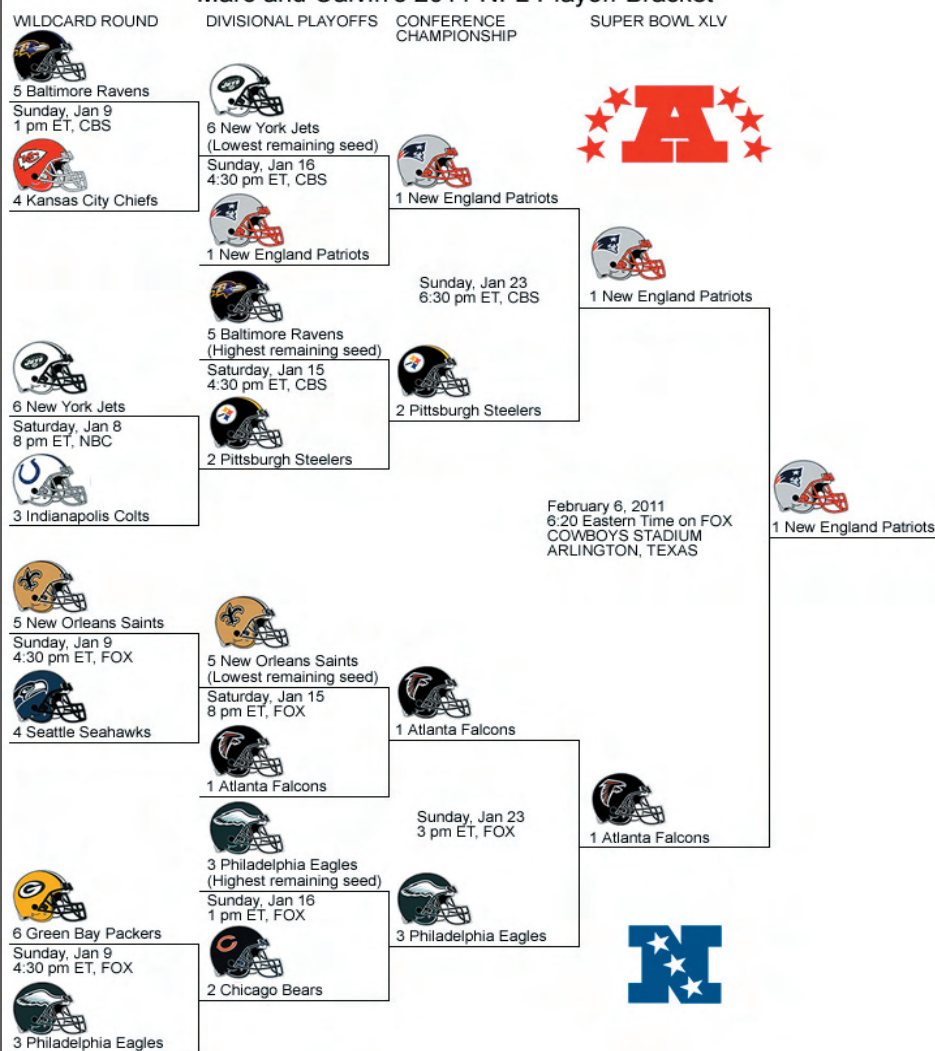 WILDCARD ROUND
DIVISIONAL PLAYOFFS
CONFERENCE
CHAMPIONSHIP
SUPER BOWL XLV
5 Baltimore Ravens
Sunday, Jan 9
1 pm ET, CBS
4 Kansas City Chiefs
6 New York Jets
Saturday, Jan 8
8 pm ET, NBC
3 Indianapolis Colts
5 New Orleans Saints
Sunday, Jan 9
4:30 pm ET, FOX
4 Seattle Seahawks
6 Green Bay Packers
Sunday, Jan 9
4:30 pm ET, FOX
3 Philadelphia Eagles
6 New York Jets
(Lowest remaining seed)
Sunday, Jan 16
4:30 pm ET, CBS
1 New England Patriots
5 Baltimore Ravens
(Highest remaining seed)
Saturday, Jan 15
4:30 pm ET, CBS
2 Pittsburgh Steelers
5 New Orleans Saints
(Lowest remaining seed)
Saturday, Jan 15
8 pm ET, FOX
1 Atlanta Falcons
3 Philadelphia Eagles
(Highest remaining seed)
Sunday, Jan 16
1 pm ET, FOX
2 Chicago Bears
1 New England Patriots
Sunday, Jan 23
6:30 pm ET, CBS
2 Pittsburgh Steelers
1 Atlanta Falcons
Sunday, Jan 23
3 pm ET, FOX
3 Philadelphia Eagles
A
1 New England Patriots
February 6, 2011
6:20 Eastern Time on FOX
COWBOYS STADIUM
ARLINGTON, TEXAS
1 Atlanta Falcons
N
1 New England Patriots